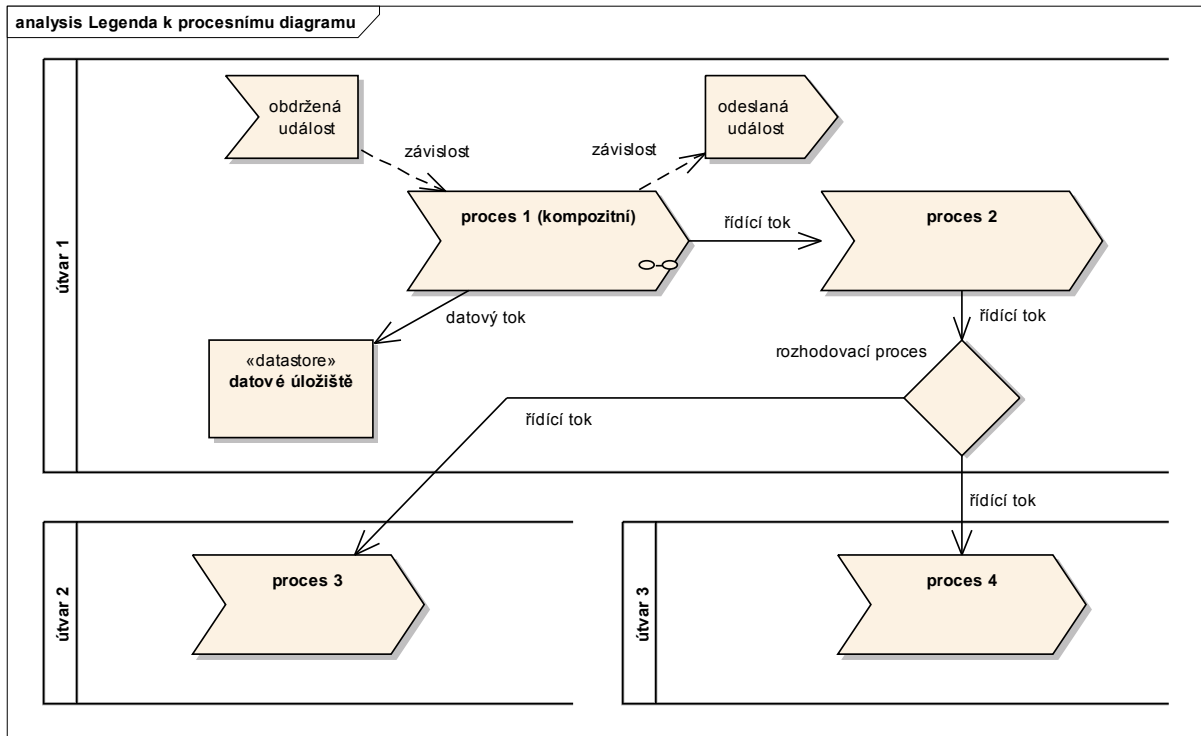 analysis Legenda k procesnímu diagramu
útvar 1
obdržená
událost
odeslaná
událost
závislost
závislost
proces 1 (kompozitní)
řídící tok
proces 2
datový tok
řídící tok
«datastore»
datové úložiště
rozhodovací proces
řídící tok
řídící tok
útvar 2
proces 3
útvar 3
proces 4